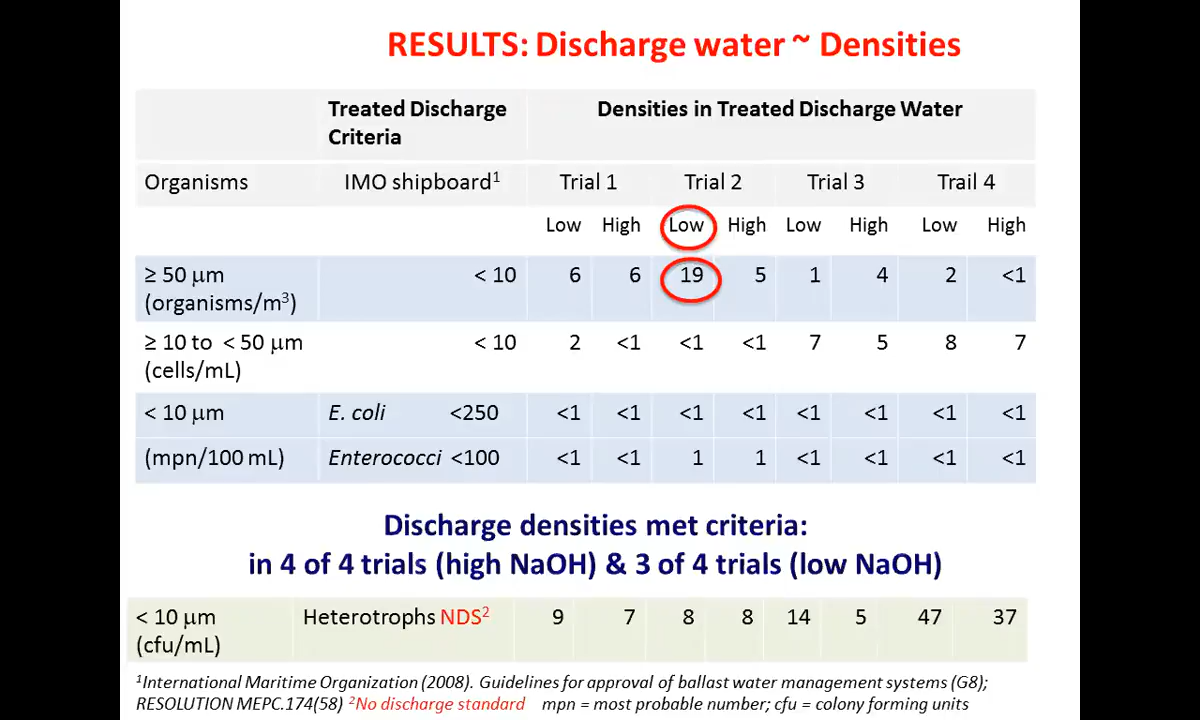 RESULTS: Discharge water ~ Densities
Treated Discharge Criteria Densities in Treated Discharge Water
Organisms IMO shipboard1 Trial 1 Trial 2 Trial 3 Trail 4
Low High Low High Low High Low High
≥ 50 μm (organisms/m3) < 10 6 6 19 5 1 4 2 <1
≥ 10 to < 50 μm (cells/mL) < 10 2 <1 <1 <1 7 5 8 7
< 10 μm E. coli <250 <1 <1 <1 <1 <1 <1 <1 <1
(mpn/100 mL) Enterococci <100 <1 <1 1 1 <1 <1 <1 <1
Discharge densities met criteria:
in 4 of 4 trials (high NaOH) & 3 of 4 trials (low NaOH)
< 10 μm (cfu/mL) Heterotrophs NDS2 9 7 8 8 14 5 47 37
1International Maritime Organization (2008). Guidelines for approval of ballast water management systems (G8);
RESOLUTION MEPC.174(58) 2No discharge standard mpn = most probable number; cfu = colony forming units